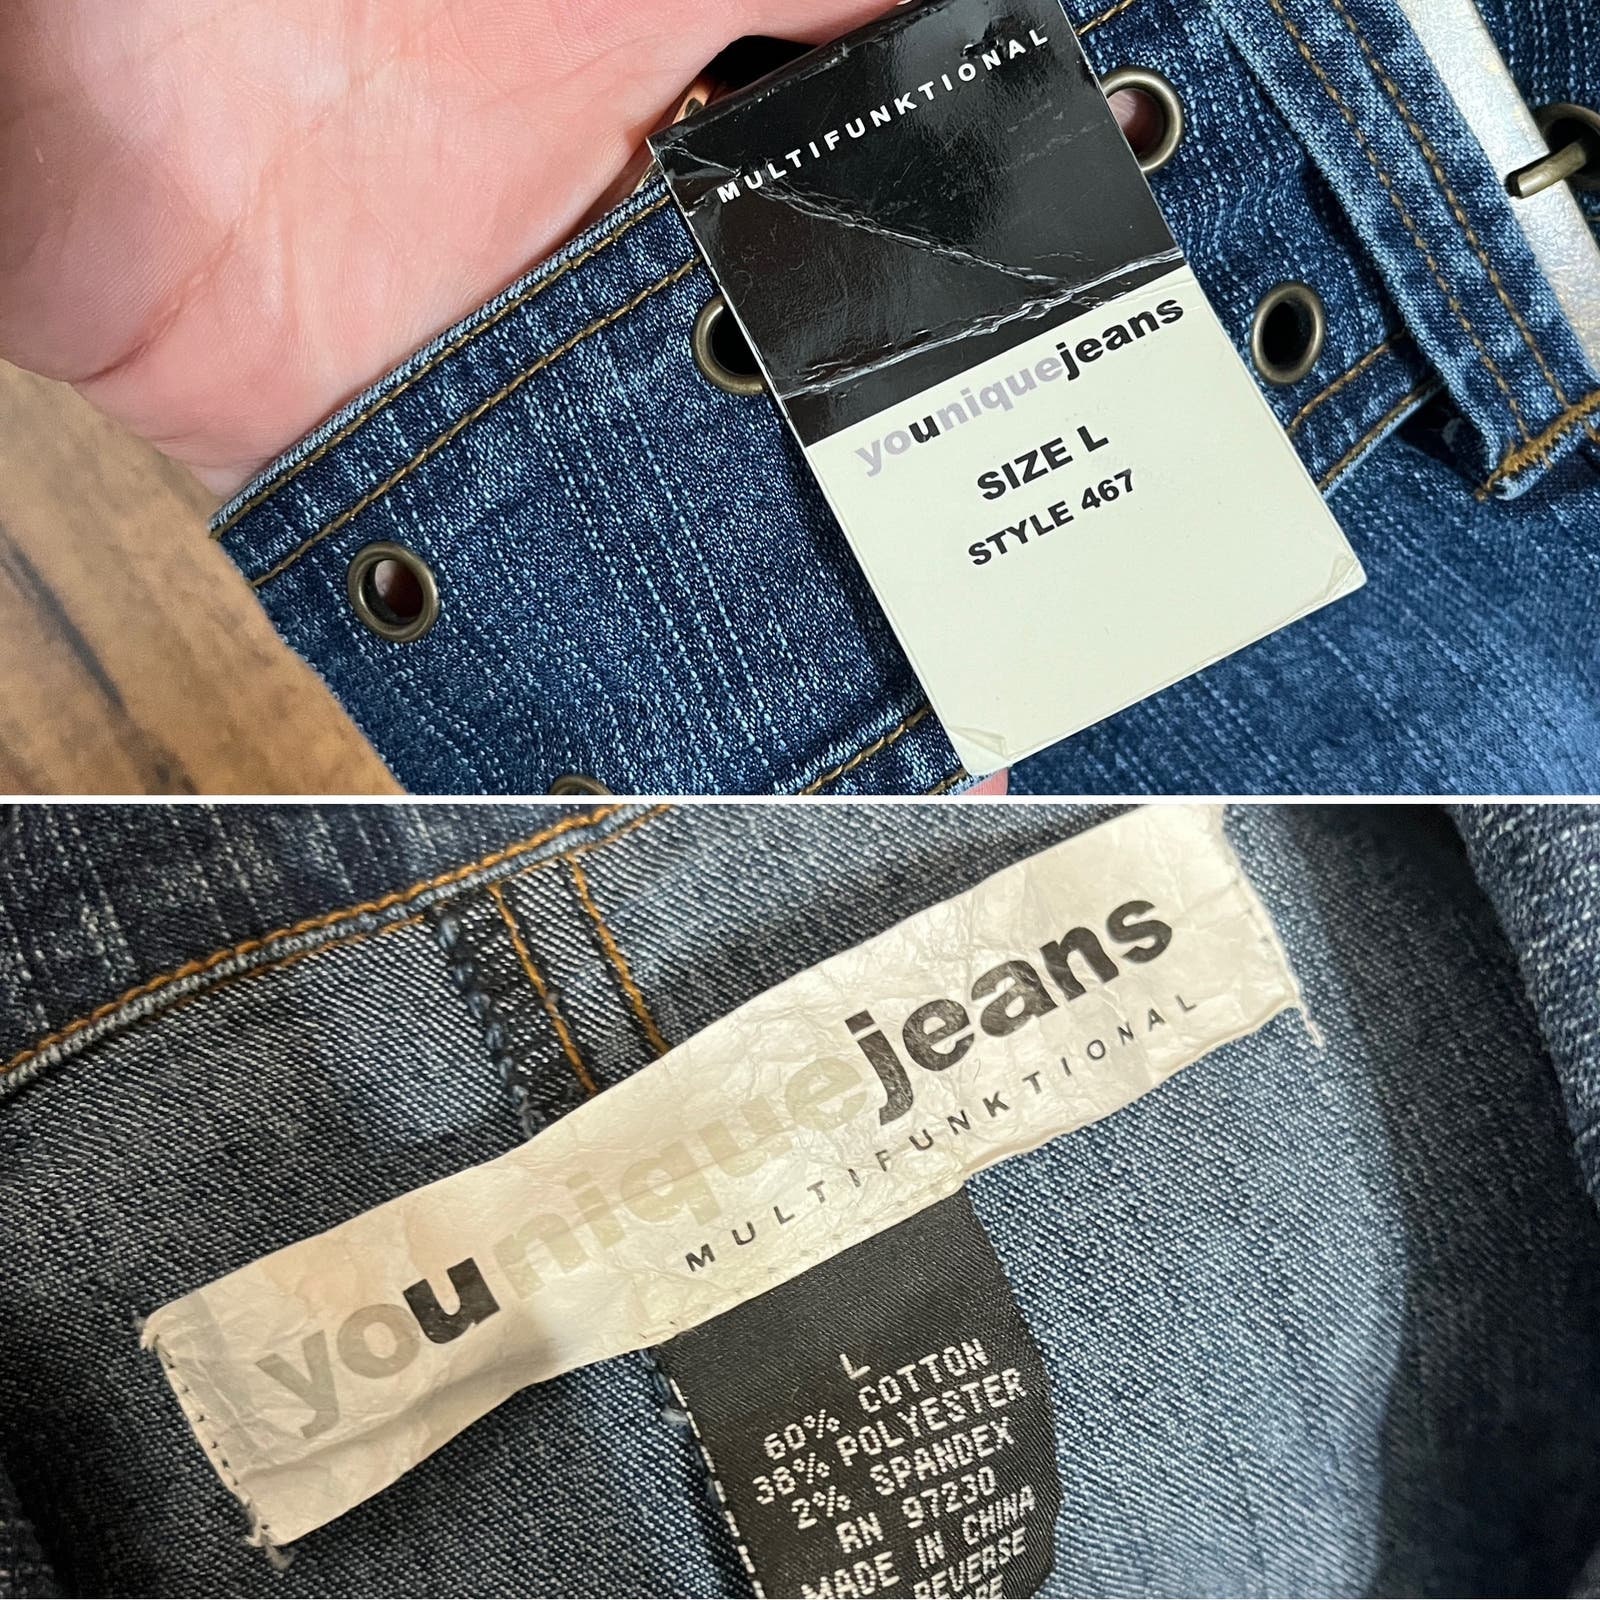 MULTIFUNKTIONAL
youniquejeans
SIZE L
STYLE 467
youniquejeans
MULTIFUNKTIONAL
L
60% COTTON
38% POLYESTER
2% SPANDEX
RN 97230
MADE IN CHINA
REVERSE